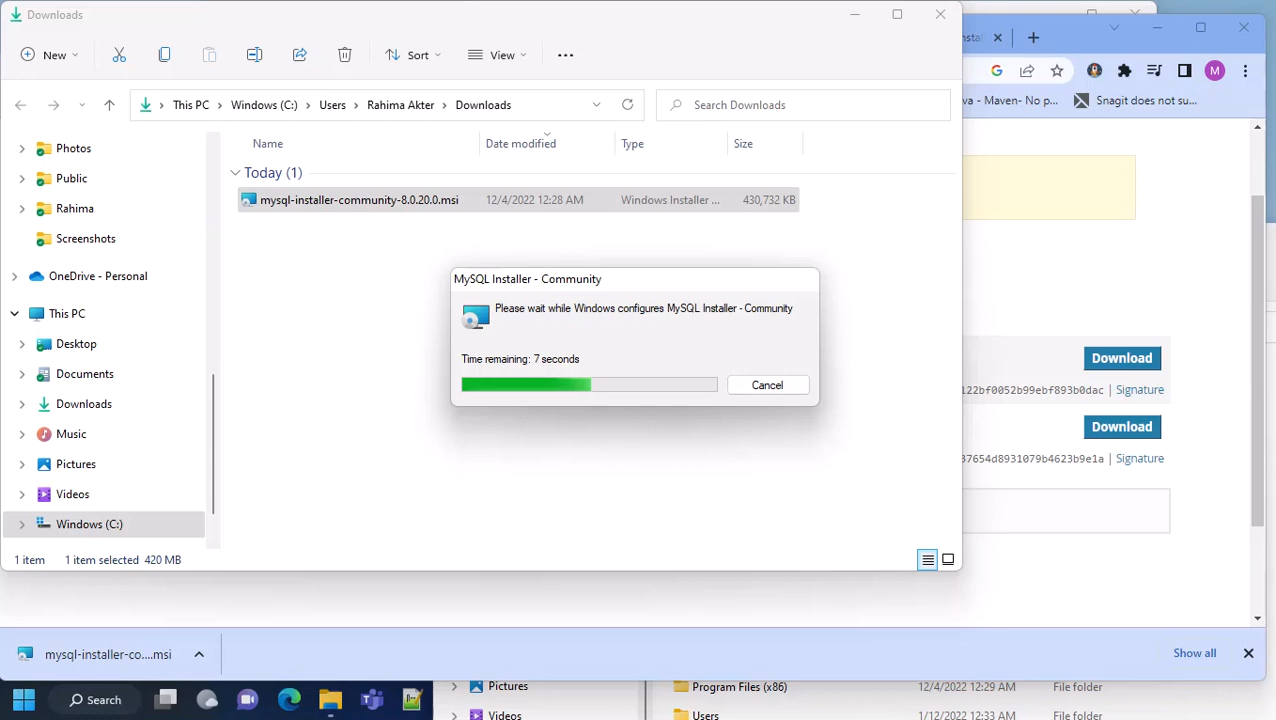 Downloads
New
Sort
View
This PC > Windows (C:) > Users > Rahima Akter > Downloads
Search Downloads
Name
Date modified
Type
Size
Today (1)
mysql-installer-community-8.0.20.0.msi
12/4/2022 12:28 AM
Windows Installer ...
430,732 KB
Photos
Public
Rahima
Screenshots
OneDrive - Personal
This PC
Desktop
Documents
Downloads
Music
Pictures
Videos
Windows (C:)
1 item
1 item selected 420 MB
MySQL Installer - Community
Please wait while Windows configures MySQL Installer - Community
Time remaining: 7 seconds
Cancel
M
va - Maven- No p...
Snagit does not su...
Download
122bf0052b99ebf893b0dac | Signature
Download
37654d8931079b4623b9e1a | Signature
mysql-installer-co....msi
Show all
Search
Pictures
Program Files (x86)
12/4/2022 12:29 AM
File folder
Videos
Users
1/12/2022 12:33 AM
File folder